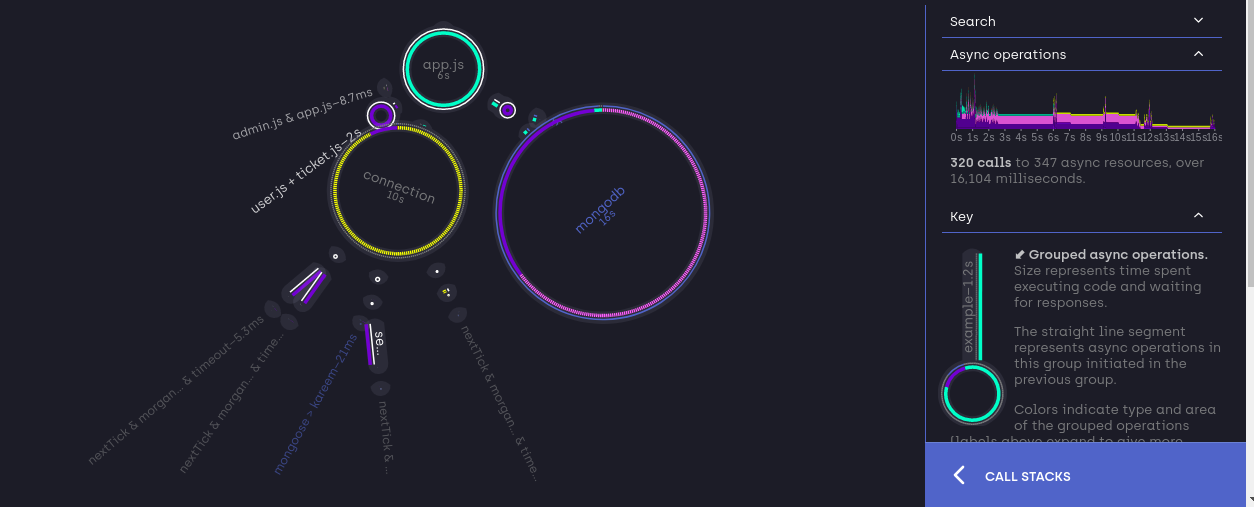 app.js
6s
admin.js & app.js–8.7ms
user.js + ticket.js–2s
connection
10s
mongodb
16s
se...
nextTick & morgan... & timeout–5.3ms
nextTick & morgan... & time...
mongoose > kareem–21ms
nextTick & ...
nextTick & morgan... & time...
Search
Async operations
0s 1s 2s 3s 4s 5s 6s 7s 8s 9s 10s 11s 12s 13s 14s 15s 16s
320 calls to 347 async resources, over
16,104 milliseconds.
Key
example–1.2s
Grouped async operations.
Size represents time spent
executing code and waiting
for responses.
The straight line segment
represents async operations in
this group initiated in the
previous group.
Colors indicate type and area
of the grouped operations
(labels above expand to give more
CALL STACKS